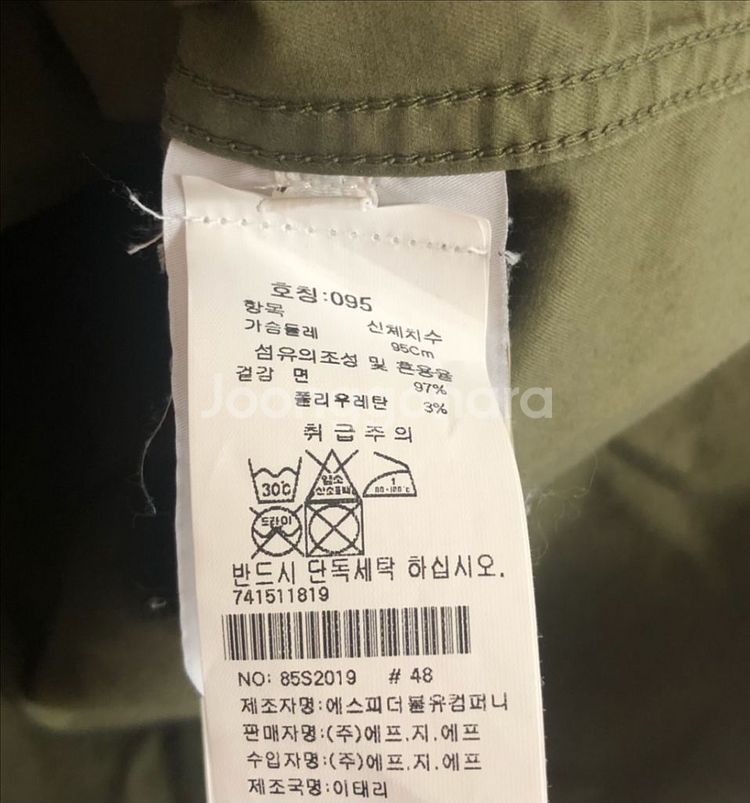 호칭:095
항목 신체치수
가슴둘레 95Cm
섬유의조성 및 혼용율
겉감 면 97%
폴리우레탄 3%
Joonggonara
취급주의
30℃ 염소 산소표백 1 80~120℃
드라이
반드시 단독세탁 하십시오.
741511819
NO: 85S2019 # 48
제조자명:에스피더블유컴퍼니
판매자명:(주)에프.지.에프
수입자명:(주)에프.지.에프
제조국명:이태리